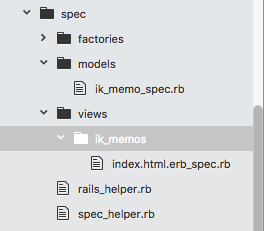 spec
factories
models
ik_memo_spec.rb
views
ik_memos
index.html.erb_spec.rb
rails_helper.rb
spec_helper.rb